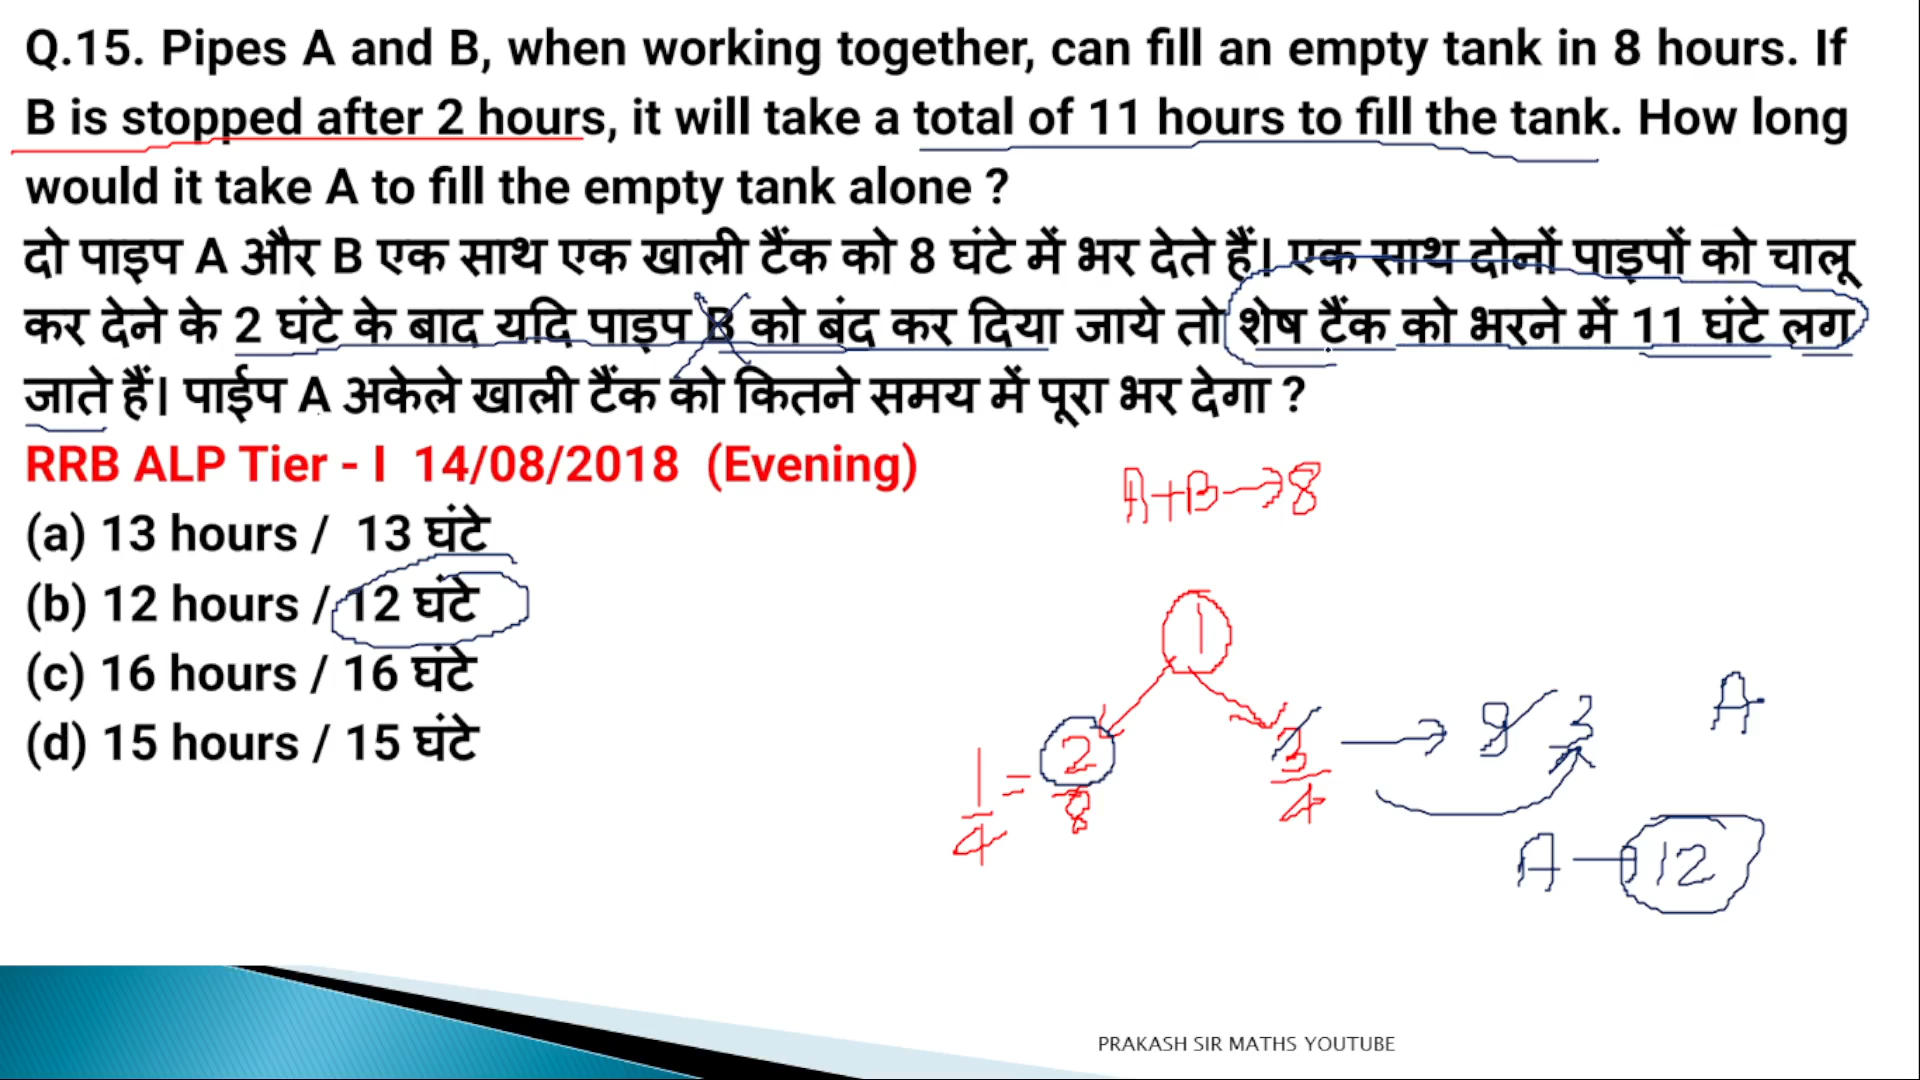 Q.15. Pipes A and B, when working together, can fill an empty tank in 8 hours. If
B is stopped after 2 hours, it will take a total of 11 hours to fill the tank. How long
would it take A to fill the empty tank alone ?
दो पाइप A और B एक साथ एक खाली टैंक को 8 घंटे में भर देते हैं। एक साथ दोनों पाइपों को चालू
कर देने के 2 घंटे के बाद यदि पाइप B को बंद कर दिया जाये तो शेष टैंक को भरने में 11 घंटे लग
जाते हैं। पाईप A अकेले खाली टैंक को कितने समय में पूरा भर देगा ?
RRB ALP Tier - I 14/08/2018 (Evening)
A+B→8
(a) 13 hours / 13 घंटे
(b) 12 hours / 12 घंटे
1
(c) 16 hours / 16 घंटे
A
(d) 15 hours / 15 घंटे
1/4 = 2/8
3/4 → 9 3
A → 12
PRAKASH SIR MATHS YOUTUBE